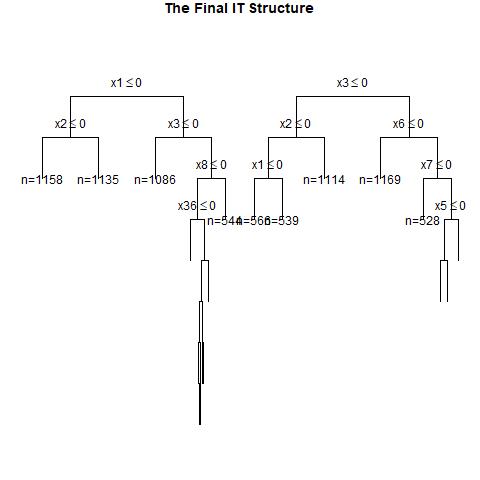 The Final IT Structure
x1 ≤ 0
x3 ≤ 0
x2 ≤ 0
x3 ≤ 0
x2 ≤ 0
x6 ≤ 0
x8 ≤ 0
x1 ≤ 0
x7 ≤ 0
n=1158
n=1135
n=1086
n=1114
n=1169
x36 ≤ 0
x5 ≤ 0
n=544
n=566
n=539
n=528